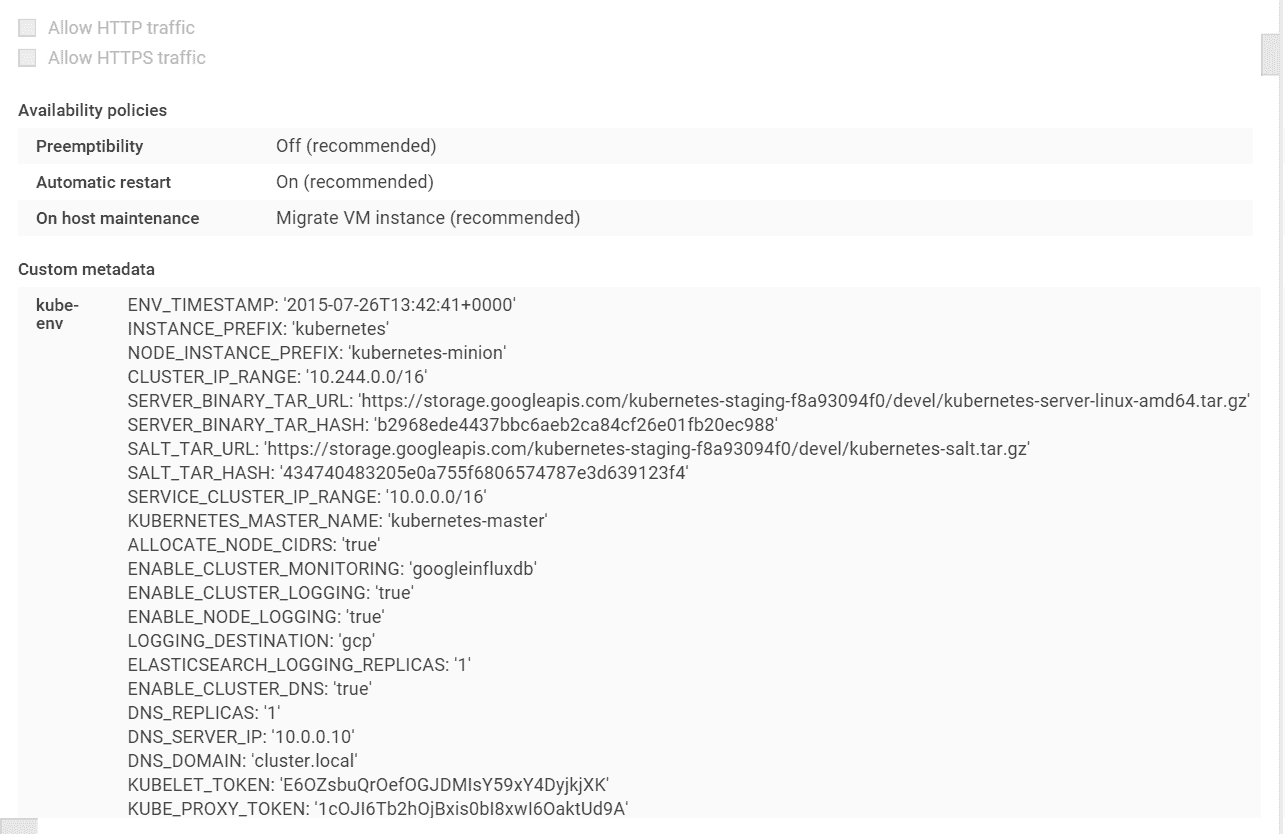 Allow HTTP traffic
Allow HTTPS traffic
Availability policies
Preemptibility Off (recommended)
Automatic restart On (recommended)
On host maintenance Migrate VM instance (recommended)
Custom metadata
kube-env
ENV_TIMESTAMP: '2015-07-26T13:42:41+0000'
INSTANCE_PREFIX: 'kubernetes'
NODE_INSTANCE_PREFIX: 'kubernetes-minion'
CLUSTER_IP_RANGE: '10.244.0.0/16'
SERVER_BINARY_TAR_URL: 'https://storage.googleapis.com/kubernetes-staging-f8a93094f0/devel/kubernetes-server-linux-amd64.tar.gz'
SERVER_BINARY_TAR_HASH: 'b2968ede4437bbc6aeb2ca84cf26e01fb20ec988'
SALT_TAR_URL: 'https://storage.googleapis.com/kubernetes-staging-f8a93094f0/devel/kubernetes-salt.tar.gz'
SALT_TAR_HASH: '434740483205e0a755f6806574787e3d639123f4'
SERVICE_CLUSTER_IP_RANGE: '10.0.0.0/16'
KUBERNETES_MASTER_NAME: 'kubernetes-master'
ALLOCATE_NODE_CIDRS: 'true'
ENABLE_CLUSTER_MONITORING: 'googleinfluxdb'
ENABLE_CLUSTER_LOGGING: 'true'
ENABLE_NODE_LOGGING: 'true'
LOGGING_DESTINATION: 'gcp'
ELASTICSEARCH_LOGGING_REPLICAS: '1'
ENABLE_CLUSTER_DNS: 'true'
DNS_REPLICAS: '1'
DNS_SERVER_IP: '10.0.0.10'
DNS_DOMAIN: 'cluster.local'
KUBELET_TOKEN: 'E6OZsbuQrOefOGJDMIsY59xY4DyjkjXK'
KUBE_PROXY_TOKEN: '1cOJI6Tb2hOjBxis0bI8xwI6OaktUd9A'